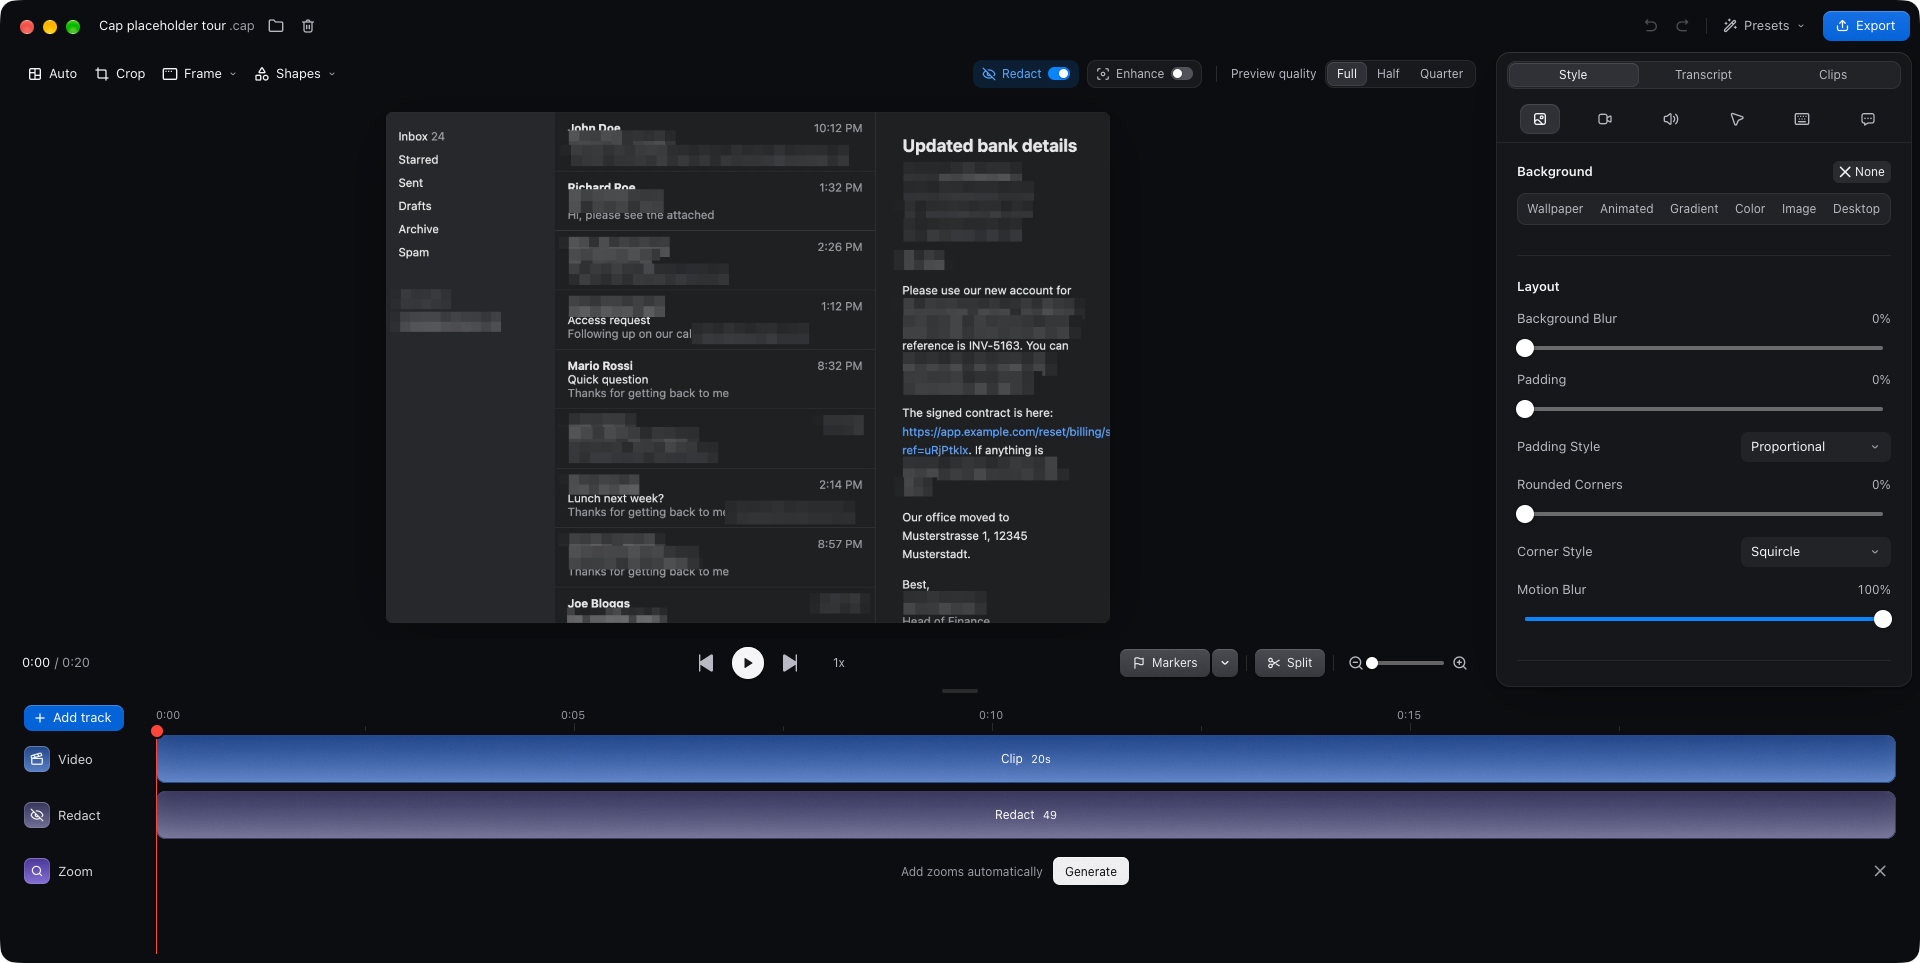 Cap placeholder tour .cap
Presets
Export
Auto
Crop
Frame
Shapes
Redact
Enhance
Preview quality
Full
Half
Quarter
Style
Transcript
Clips
Inbox 24
Starred
Sent
Drafts
Archive
Spam
John Doe
10:12 PM
Richard Roe
1:32 PM
Hi, please see the attached
2:26 PM
1:12 PM
Access request
Following up on our cal
Mario Rossi
8:32 PM
Quick question
Thanks for getting back to me
2:14 PM
Lunch next week?
Thanks for getting back to me
8:57 PM
Thanks for getting back to me
Joe Bloggs
Updated bank details
Please use our new account for
reference is INV-5163. You can
The signed contract is here:
https://app.example.com/reset/billing/s
ref=uRjPtkIx. If anything is
Our office moved to
Musterstrasse 1, 12345
Musterstadt.
Best,
Head of Finance
Background
None
Wallpaper
Animated
Gradient
Color
Image
Desktop
Layout
Background Blur
0%
Padding
0%
Padding Style
Proportional
Rounded Corners
0%
Corner Style
Squircle
Motion Blur
100%
0:00 / 0:20
1x
Markers
Split
Add track
0:00
0:05
0:10
0:15
Video
Clip 20s
Redact
Redact 49
Zoom
Add zooms automatically
Generate